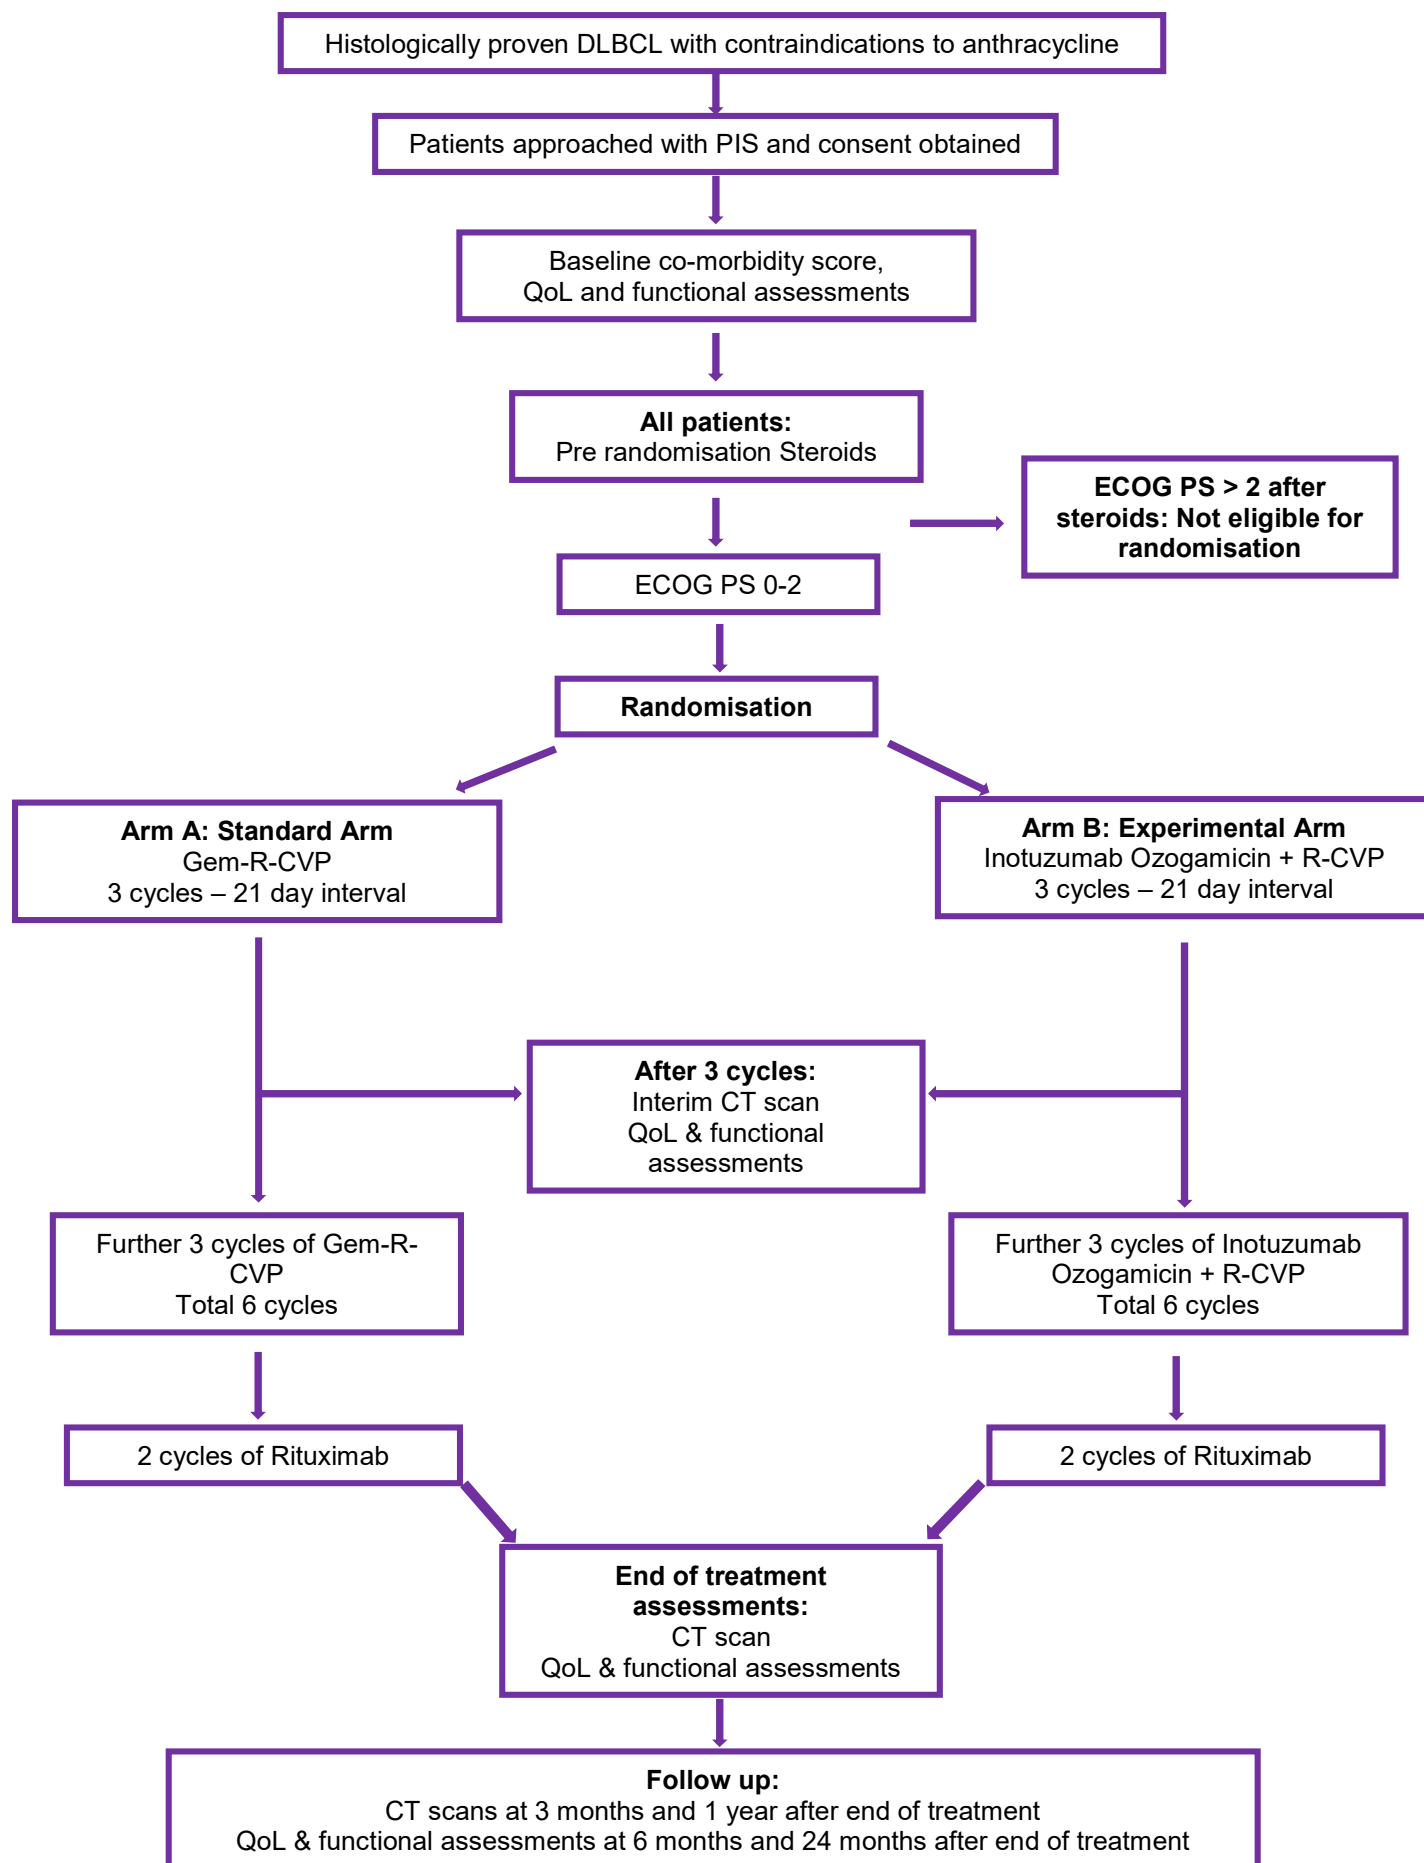 Histologically proven DLBCL with contraindications to anthracycline
Patients approached with PIS and consent obtained
Baseline co-morbidity score,
QoL and functional assessments
All patients:
Pre randomisation Steroids
ECOG PS > 2 after
steroids: Not eligible for
randomisation
ECOG PS 0-2
Randomisation
Arm A: Standard Arm
Gem-R-CVP
3 cycles – 21 day interval
Arm B: Experimental Arm
Inotuzumab Ozogamicin + R-CVP
3 cycles – 21 day interval
After 3 cycles:
Interim CT scan
QoL & functional
assessments
Further 3 cycles of Gem-R-
CVP
Total 6 cycles
Further 3 cycles of Inotuzumab
Ozogamicin + R-CVP
Total 6 cycles
2 cycles of Rituximab
2 cycles of Rituximab
End of treatment
assessments:
CT scan
QoL & functional assessments
Follow up:
CT scans at 3 months and 1 year after end of treatment
QoL & functional assessments at 6 months and 24 months after end of treatment